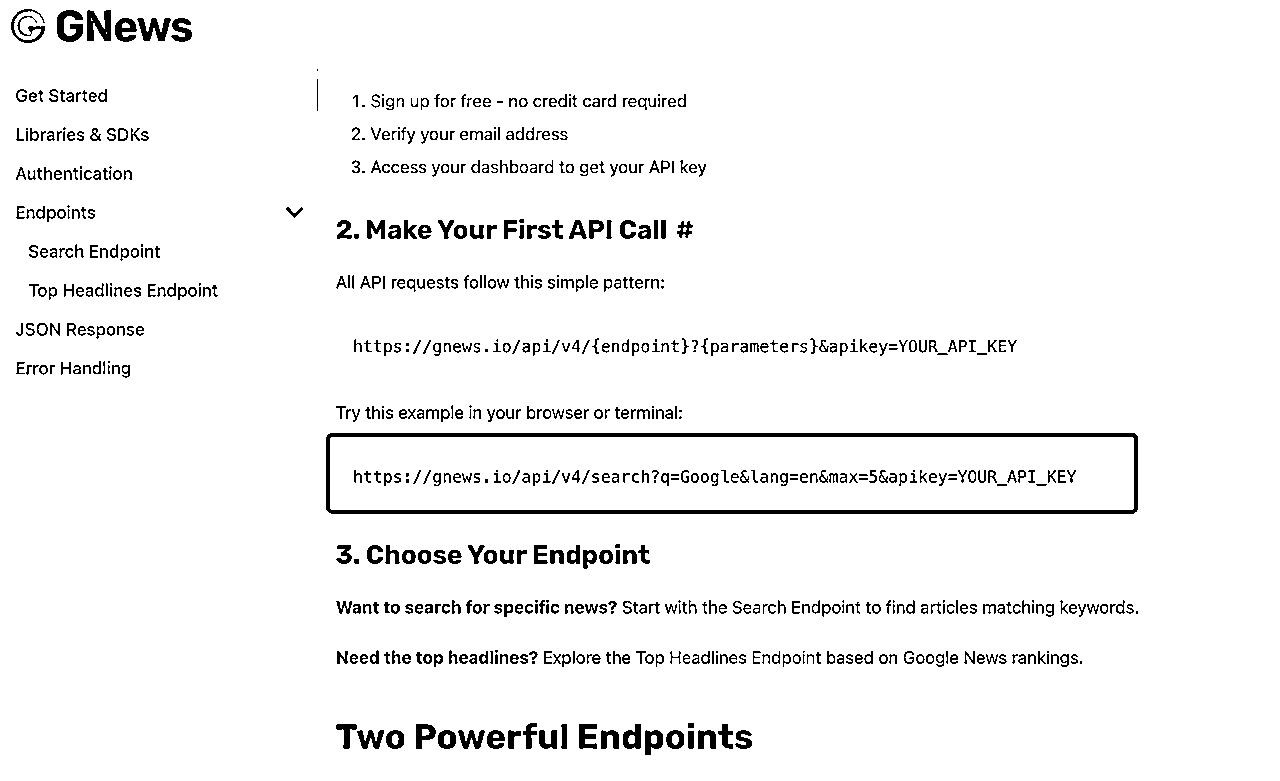 GNews
Get Started
Libraries & SDKs
Authentication
Endpoints
Search Endpoint
Top Headlines Endpoint
JSON Response
Error Handling
1. Sign up for free - no credit card required
2. Verify your email address
3. Access your dashboard to get your API key
2. Make Your First API Call #
All API requests follow this simple pattern:
https://gnews.io/api/v4/{endpoint}?{parameters}&apikey=YOUR_API_KEY
Try this example in your browser or terminal:
https://gnews.io/api/v4/search?q=Google&lang=en&max=5&apikey=YOUR_API_KEY
3. Choose Your Endpoint
Want to search for specific news? Start with the Search Endpoint to find articles matching keywords.
Need the top headlines? Explore the Top Headlines Endpoint based on Google News rankings.
Two Powerful Endpoints